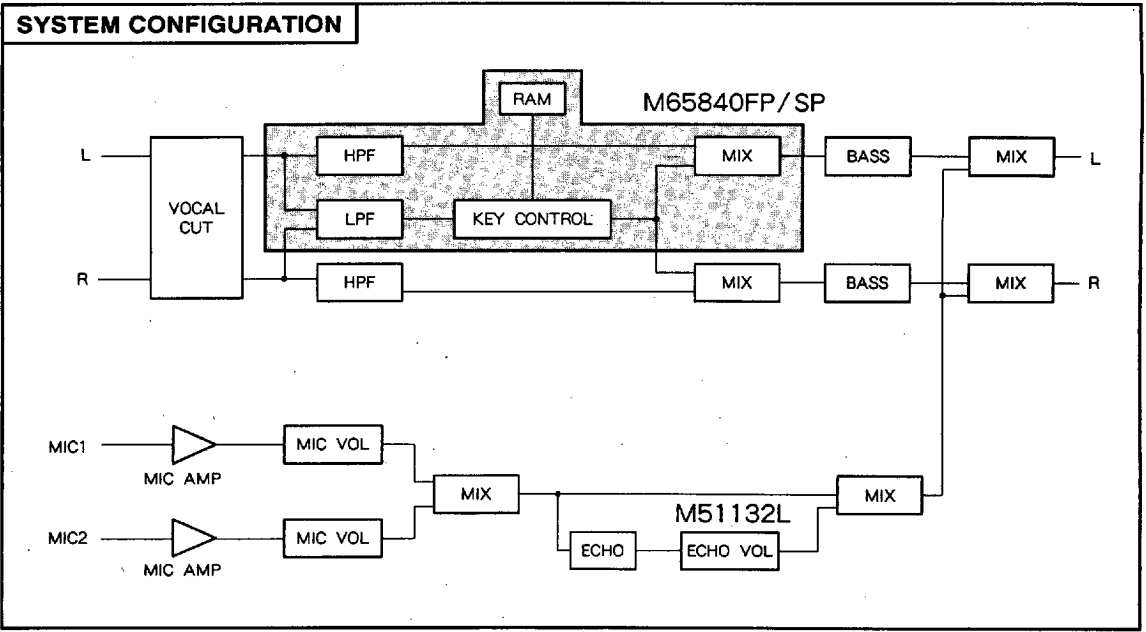 SYSTEM CONFIGURATION
RAM
M65840FP/SP
L
VOCAL
CUT
HPF
MIX
BASS
MIX
L
LPF
KEY CONTROL
R
HPF
MIX
BASS
MIX
R
MIC1
MIC AMP
MIC VOL
MIX
MIX
M51132L
MIC2
MIC AMP
MIC VOL
ECHO
ECHO VOL